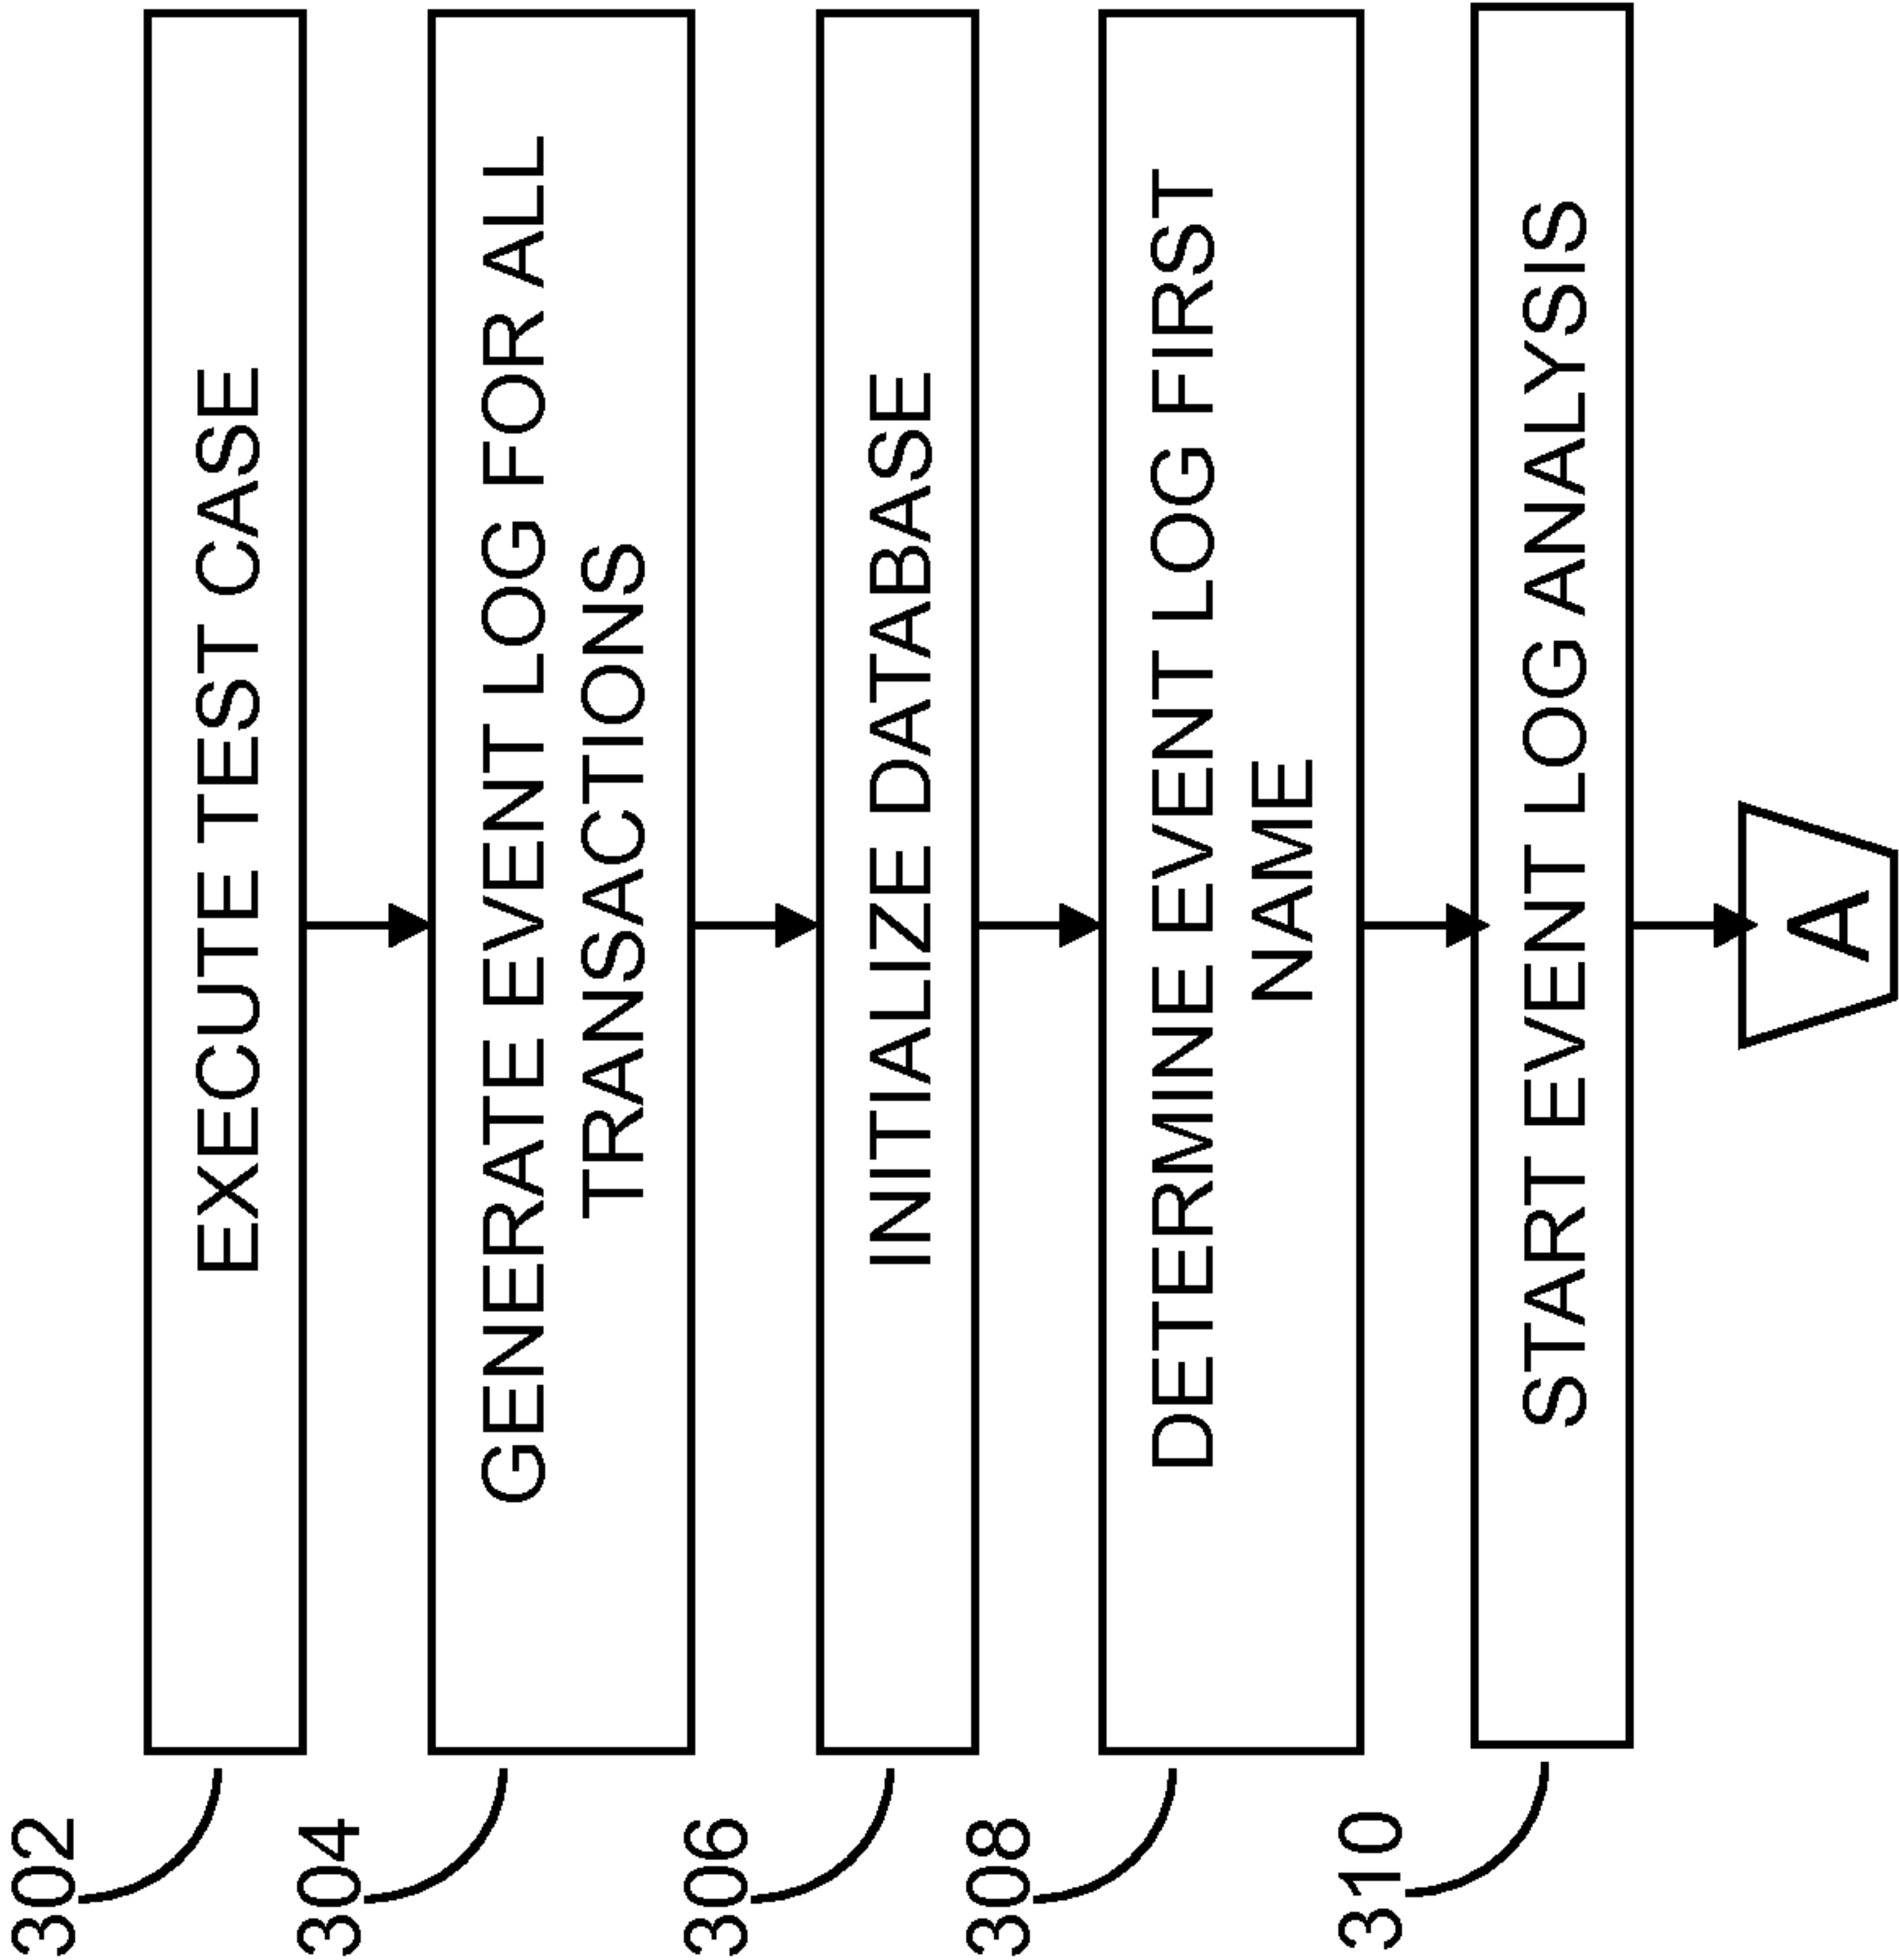 302
EXECUTE TEST CASE
304
GENERATE EVENT LOG FOR ALL
TRANSACTIONS
306
INITIALIZE DATABASE
308
DETERMINE EVENT LOG FIRST
NAME
310
START EVENT LOG ANALYSIS
A